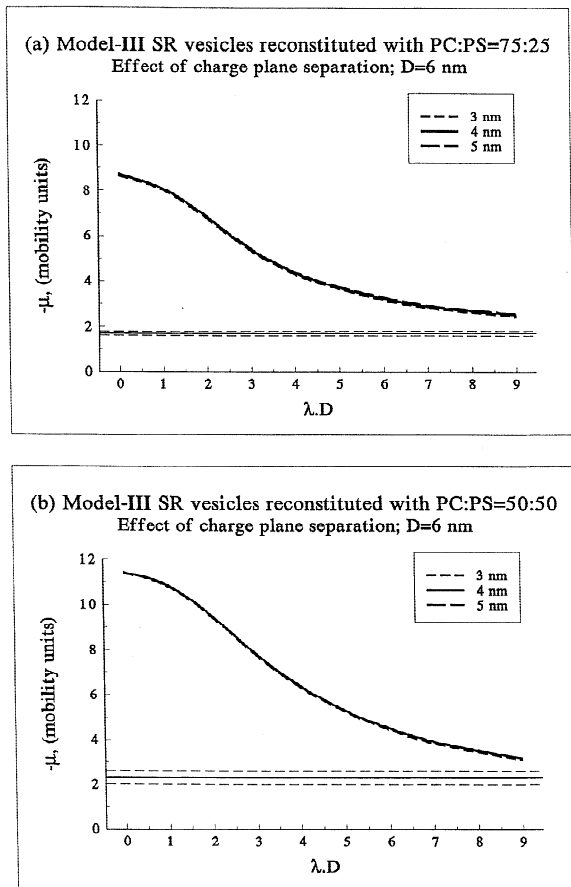 (a) Model-III SR vesicles reconstituted with PC:PS=75:25
Effect of charge plane separation; D=6 nm
12
10
8
6
4
2
0
-μ, (mobility units)
3 nm
4 nm
5 nm
0 1 2 3 4 5 6 7 8 9
λ.D
(b) Model-III SR vesicles reconstituted with PC:PS=50:50
Effect of charge plane separation; D=6 nm
12
10
8
6
4
2
0
-μ, (mobility units)
3 nm
4 nm
5 nm
0 1 2 3 4 5 6 7 8 9
λ.D